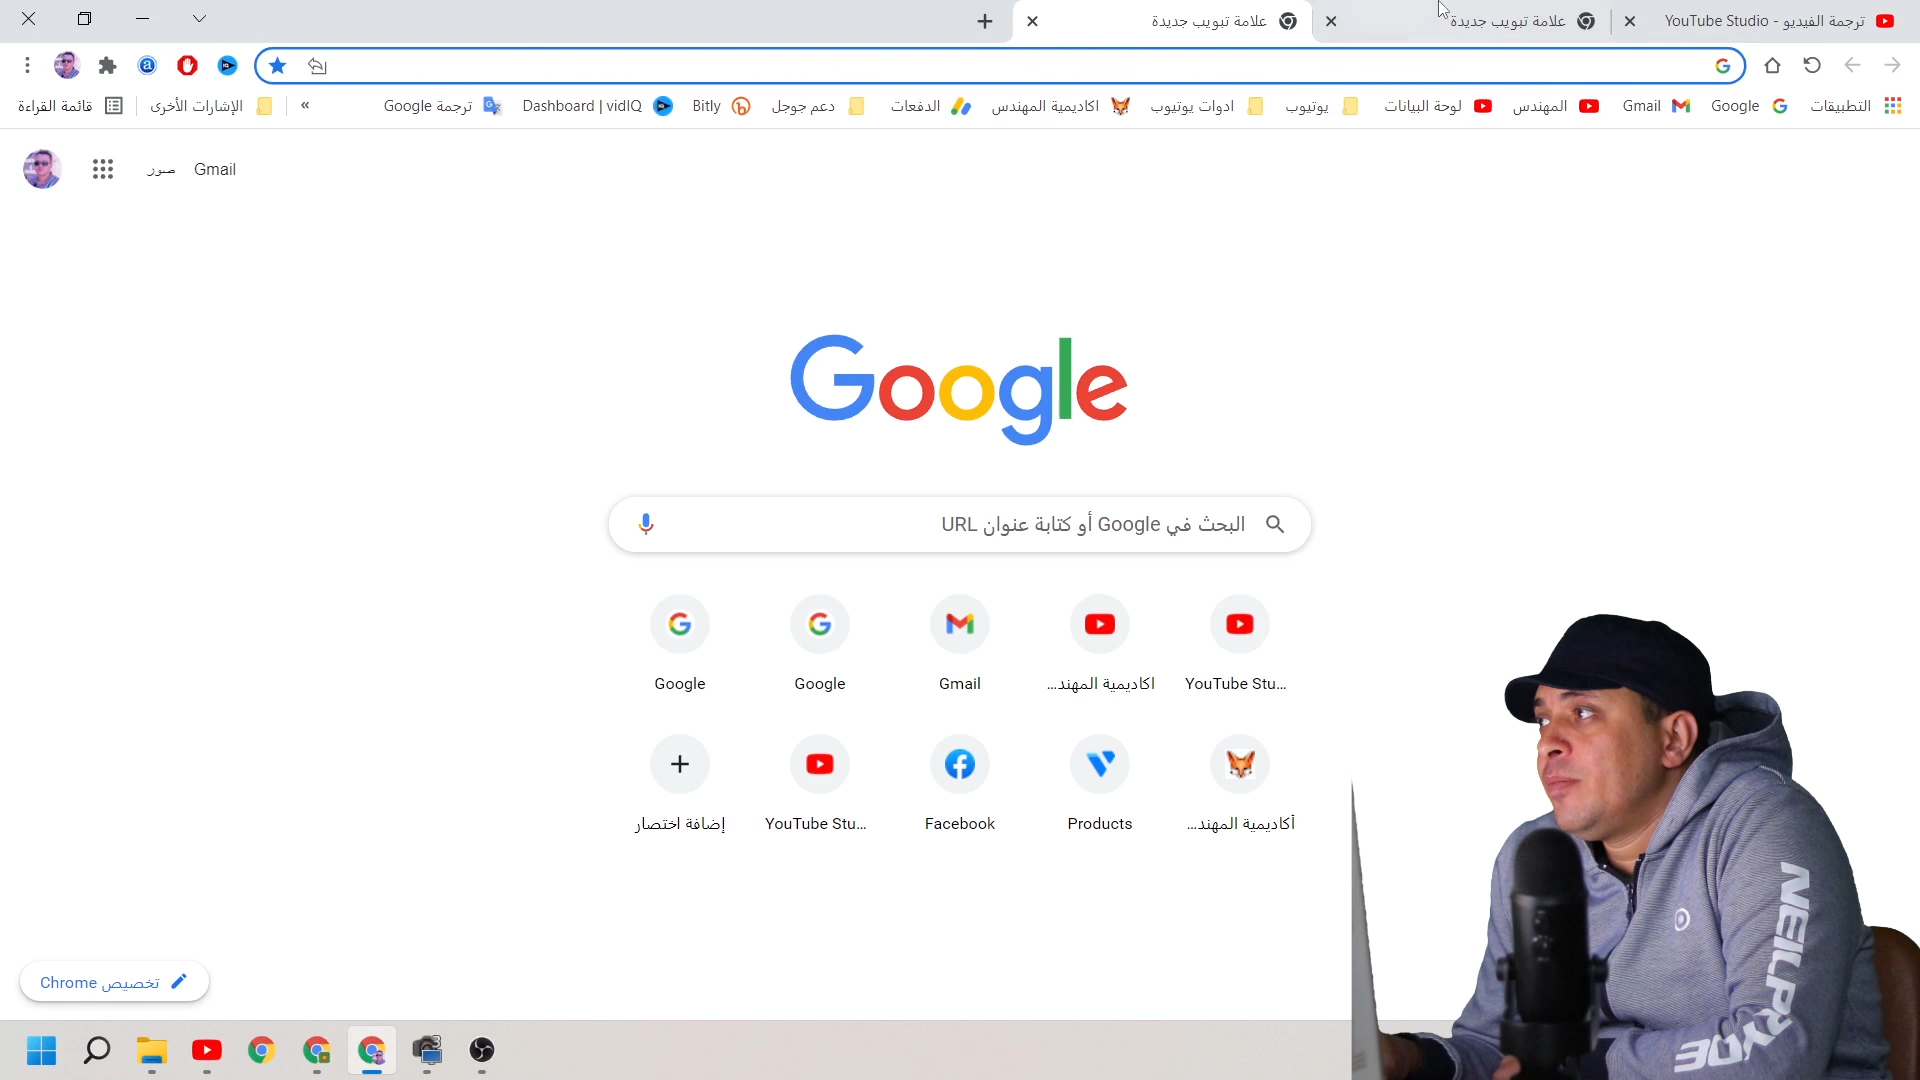 ترجمة الفيديو - YouTube Studio
علامة تبويب جديدة
علامة تبويب جديدة
التطبيقات
Google
Gmail
المهندس
لوحة البيانات
يوتيوب
ادوات يوتيوب
اكاديمية المهندس
الدفعات
دعم جوجل
Bitly
Dashboard | vidIQ
ترجمة Google
»
الإشارات الأخرى
قائمة القراءة
Gmail
صور
Google
البحث في Google أو كتابة عنوان URL
YouTube Stu...
اكاديمية المهند...
Gmail
Google
Google
أكاديمية المهند...
Products
Facebook
YouTube Stu...
إضافة اختصار
تخصيص Chrome
NEILPRYDE